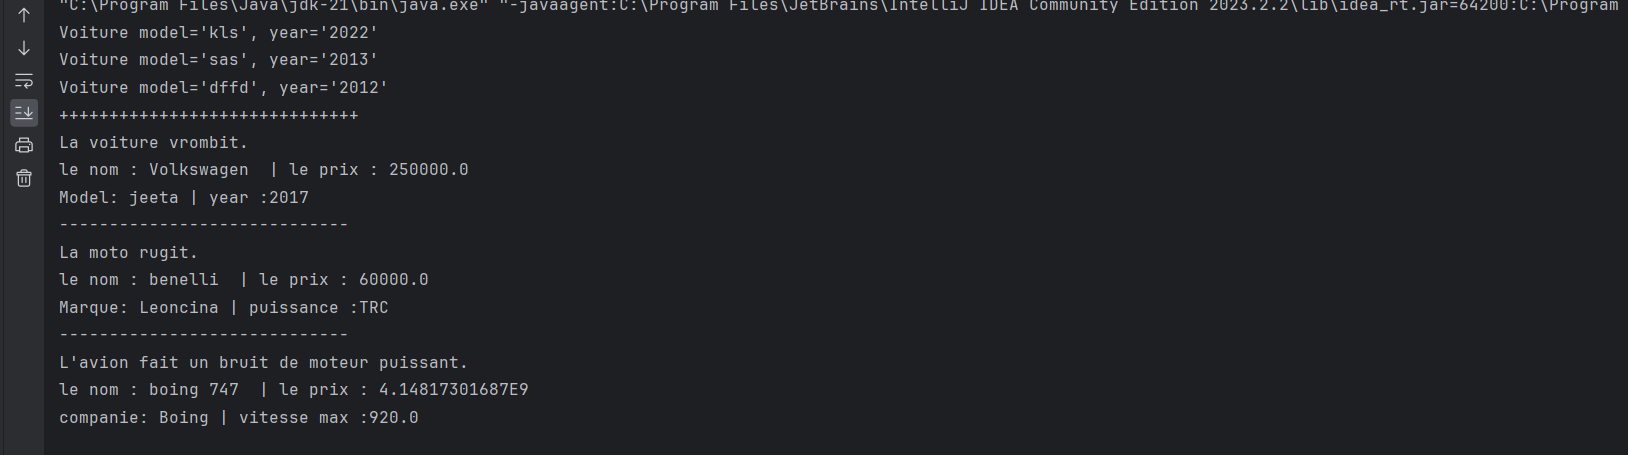 "C:\Program Files\Java\jdk-21\bin\java.exe" "-javaagent:C:\Program Files\JetBrains\IntelliJ IDEA Community Edition 2023.2.2\lib\idea_rt.jar=64200:C:\Program
Voiture model='kls', year='2022'
Voiture model='sas', year='2013'
Voiture model='dffd', year='2012'
++++++++++++++++++++++++++++++
La voiture vrombit.
le nom : Volkswagen  | le prix : 250000.0
Model: jeeta | year :2017
-----------------------------
La moto rugit.
le nom : benelli  | le prix : 60000.0
Marque: Leoncina | puissance :TRC
-----------------------------
L'avion fait un bruit de moteur puissant.
le nom : boing 747  | le prix : 4.14817301687E9
companie: Boing | vitesse max :920.0